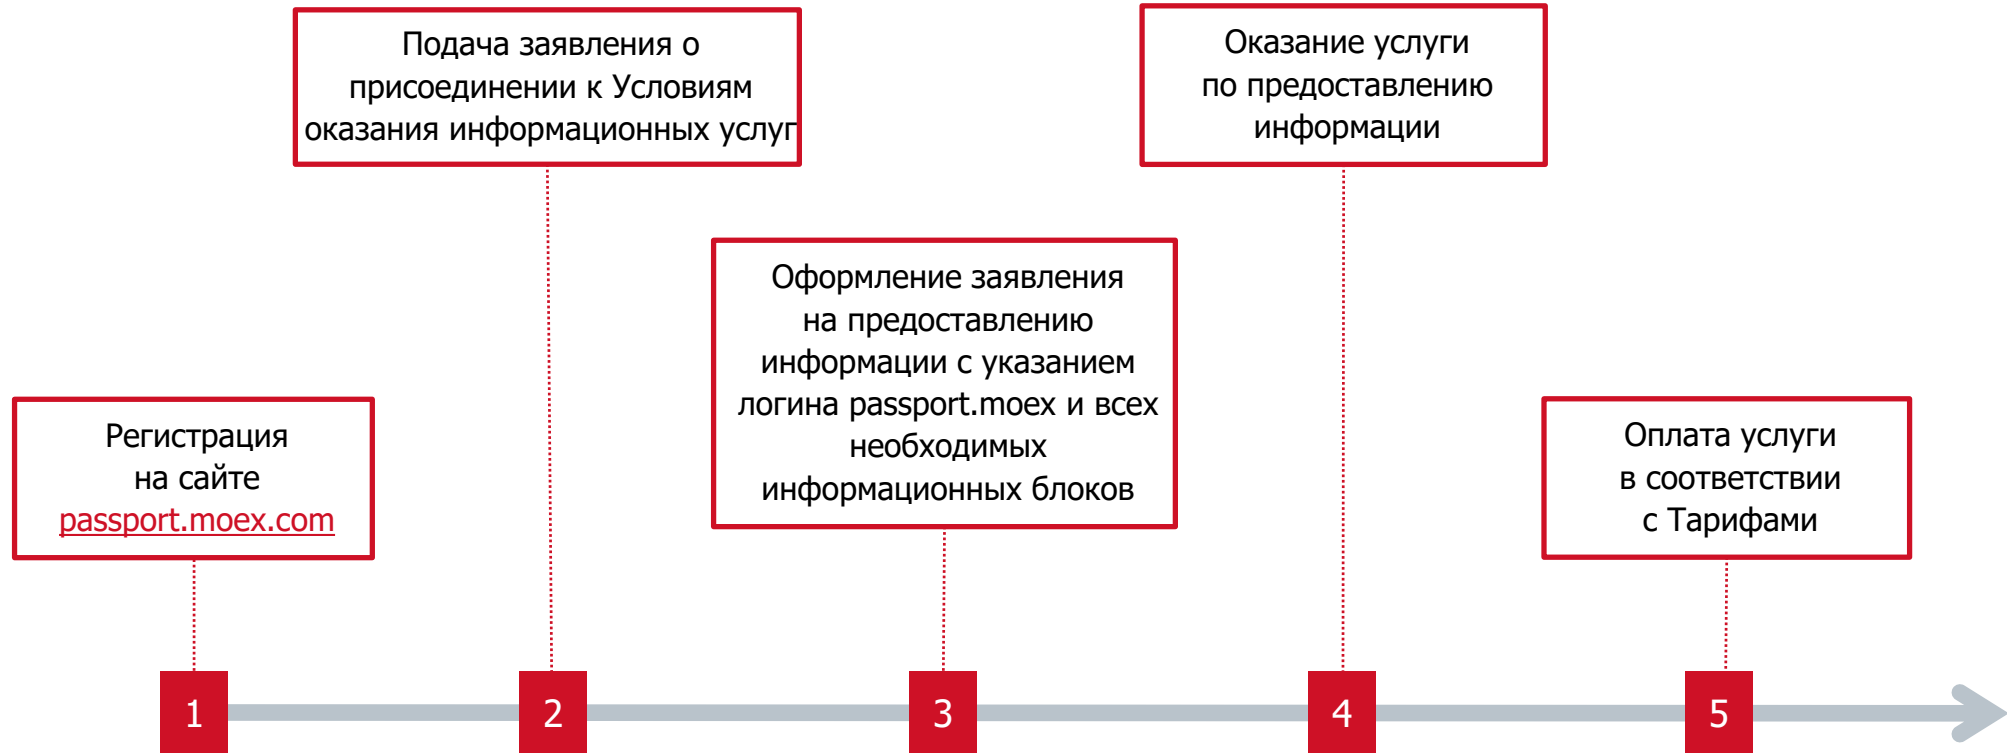 Подача заявления о
присоединении к Условиям
оказания информационных услуг
Оказание услуги
по предоставлению
информации
Оформление заявления
на предоставлению
информации с указанием
логина passport.moex и всех
необходимых
информационных блоков
Регистрация
на сайте
passport.moex.com
Оплата услуги
в соответствии
с Тарифами
1
2
3
4
5